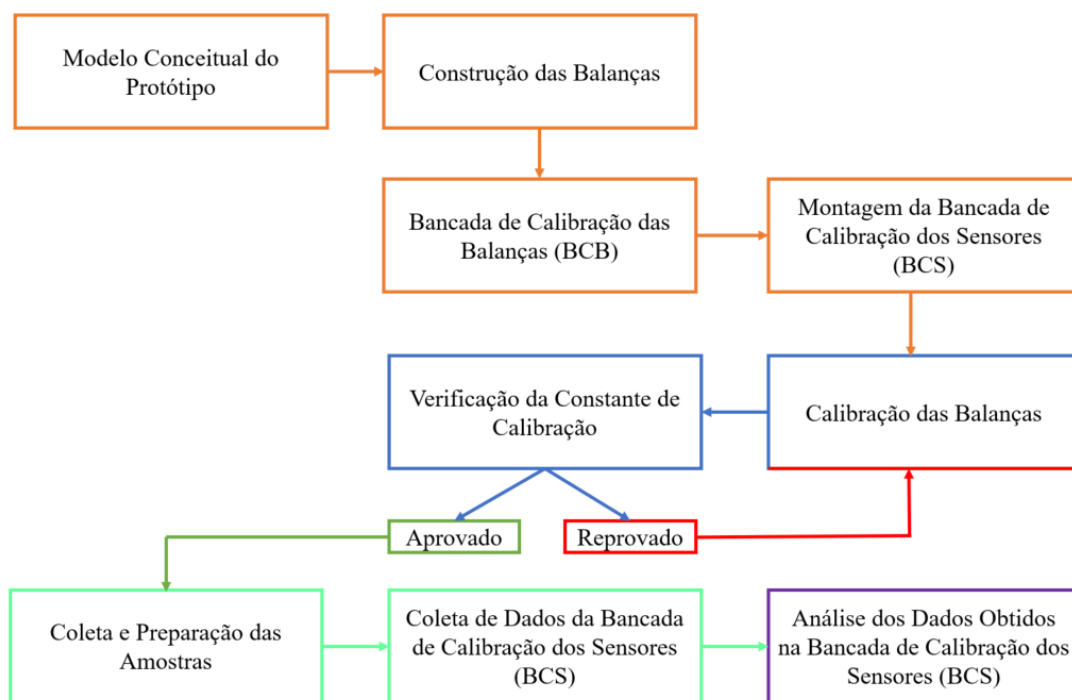 Modelo Conceitual do
Protótipo
Construção das Balanças
Bancada de Calibração das
Balanças (BCB)
Montagem da Bancada de
Calibração dos Sensores
(BCS)
Verificação da Constante de
Calibração
Calibração das Balanças
Aprovado
Reprovado
Coleta e Preparação das
Amostras
Coleta de Dados da Bancada
de Calibração dos Sensores
(BCS)
Análise dos Dados Obtidos
na Bancada de Calibração dos
Sensores (BCS)